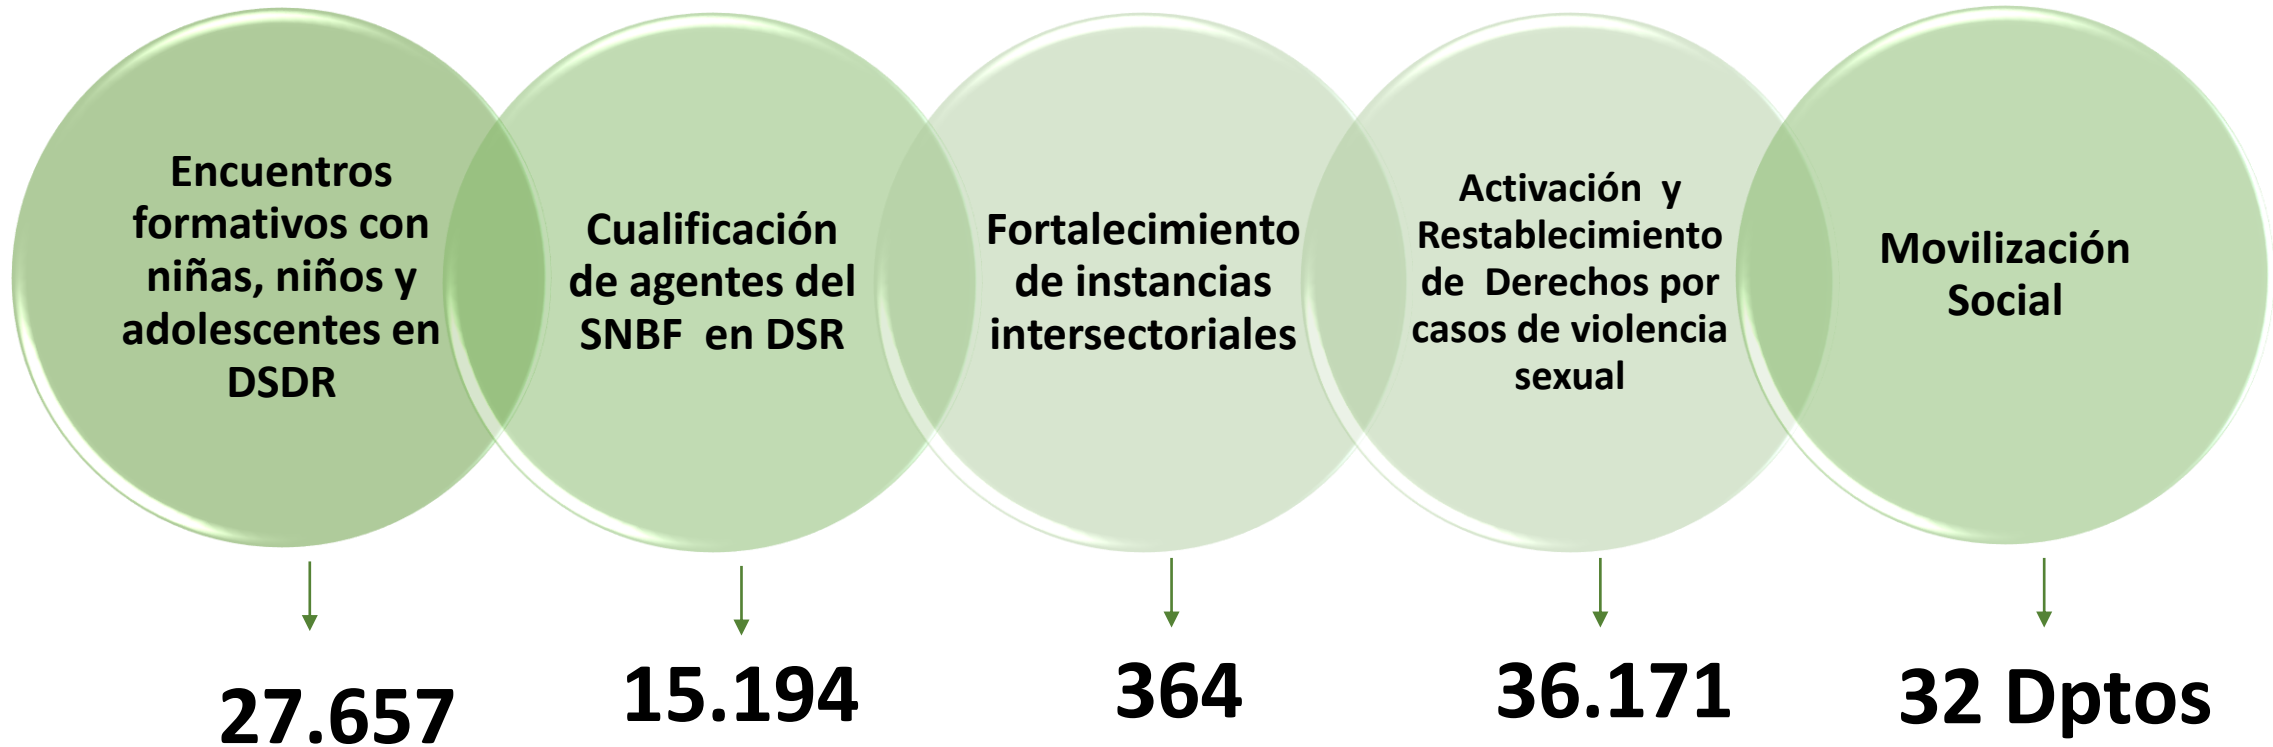 Encuentros
formativos con
niñas, niños y
adolescentes en
DSDR
Cualificación
de agentes del
SNBF en DSR
Fortalecimiento
de instancias
intersectoriales
Activación y
Restablecimiento
de Derechos por
casos de violencia
sexual
Movilización
Social
27.657
15.194
364
36.171
32 Dptos